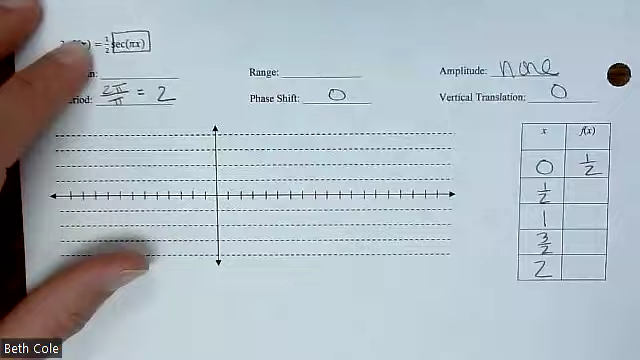 = 1/2 sec(πx)
Range: Amplitude: none
2π/π = 2 Phase Shift: 0 Vertical Translation: 0
x f(x)
0 1/2
1/2
1
3/2
2
Beth Cole